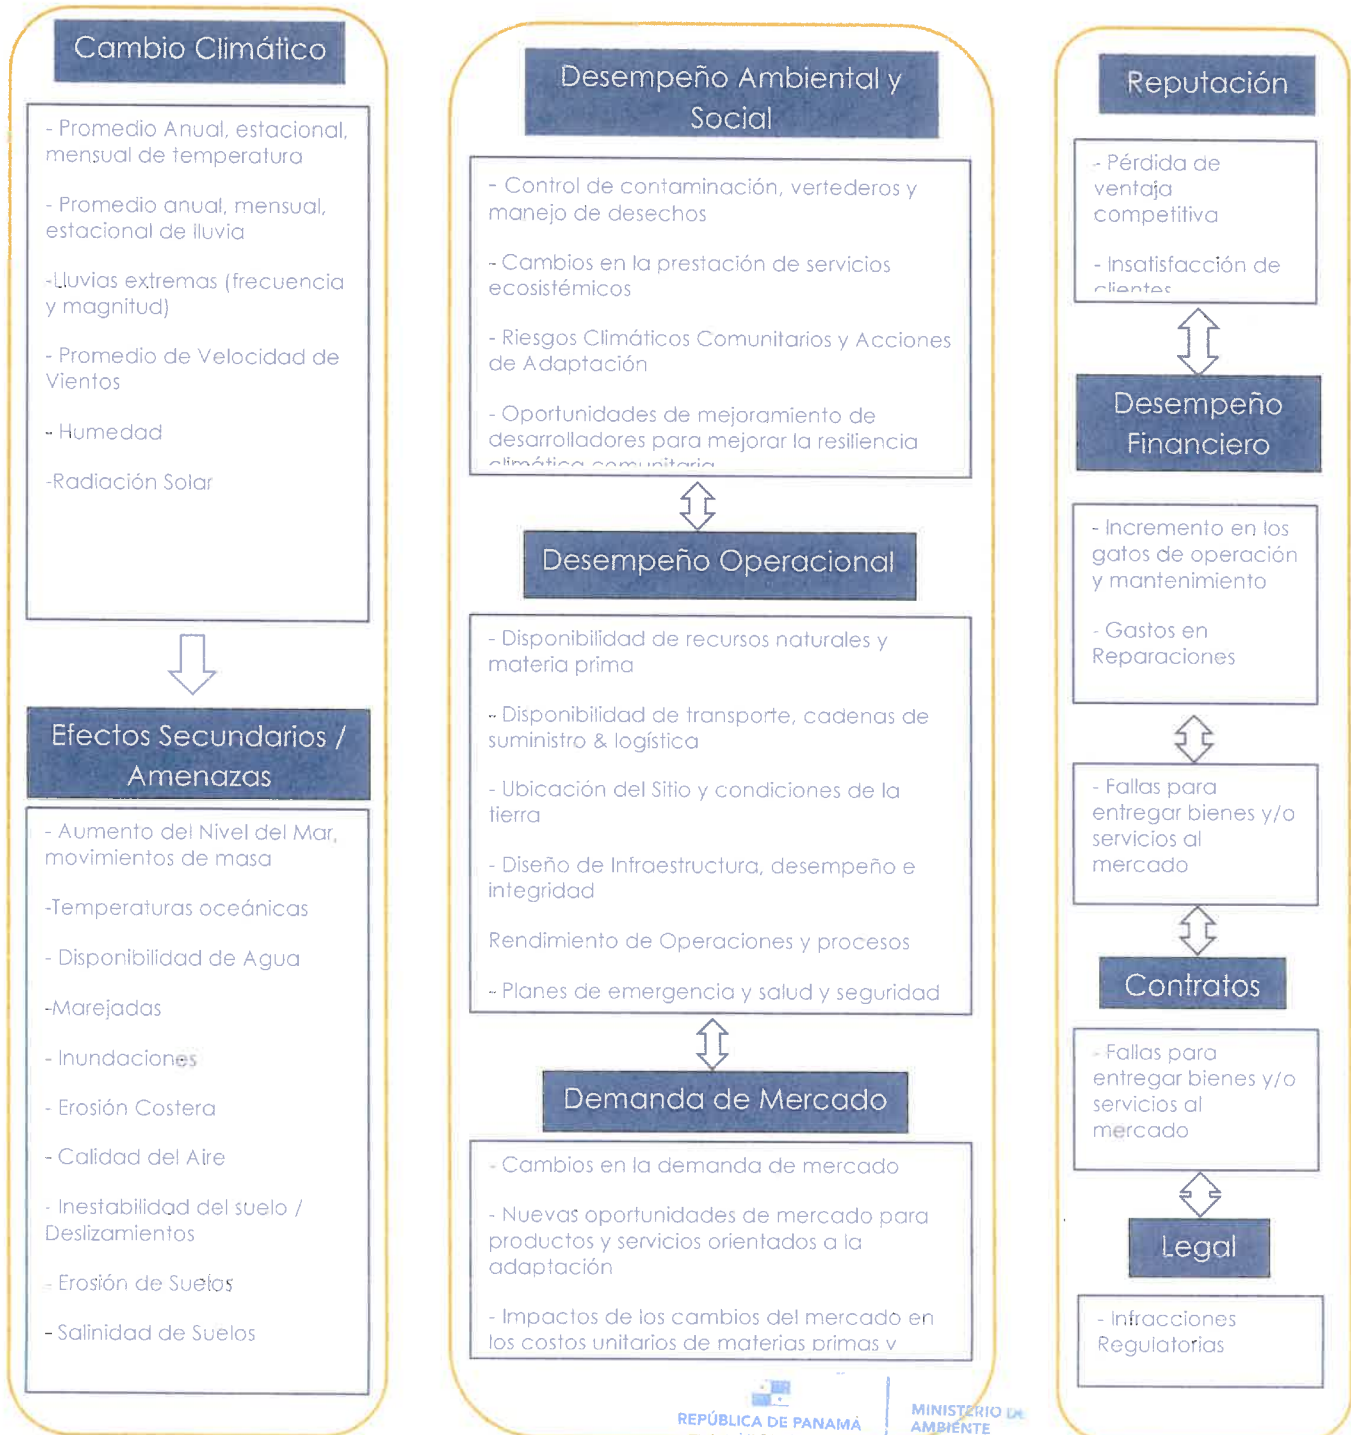 Cambio Climático
- Promedio Anual, estacional,
mensual de temperatura
- Promedio anual, mensual,
estacional de lluvia
-Lluvias extremas (frecuencia
y magnitud)
- Promedio de Velocidad de
Vientos
- Humedad
-Radiación Solar
Efectos Secundarios /
Amenazas
- Aumento del Nivel del Mar,
movimientos de masa
-Temperaturas oceánicas
- Disponibilidad de Agua
-Marejadas
- Inundaciones
- Erosión Costera
- Calidad del Aire
- Inestabilidad del suelo /
Deslizamientos
- Erosión de Suelos
- Salinidad de Suelos
Desempeño Ambiental y
Social
- Control de contaminación, vertederos y
manejo de desechos
- Cambios en la prestación de servicios
ecosistémicos
- Riesgos Climáticos Comunitarios y Acciones
de Adaptación
- Oportunidades de mejoramiento de
desarrolladores para mejorar la resiliencia
climática comunitaria
Desempeño Operacional
- Disponibilidad de recursos naturales y
materia prima
- Disponibilidad de transporte, cadenas de
suministro & logística
- Ubicación del Sitio y condiciones de la
tierra
- Diseño de Infraestructura, desempeño e
integridad
Rendimiento de Operaciones y procesos
- Planes de emergencia y salud y seguridad
Demanda de Mercado
- Cambios en la demanda de mercado
- Nuevas oportunidades de mercado para
productos y servicios orientados a la
adaptación
- Impactos de los cambios del mercado en
los costos unitarios de materias primas y
Reputación
- Pérdida de
ventaja
competitiva
- Insatisfacción de
clientes
Desempeño
Financiero
- Incremento en los
gatos de operación
y mantenimiento
- Gastos en
Reparaciones
- Fallas para
entregar bienes y/o
servicios al
mercado
Contratos
- Fallas para
entregar bienes y/o
servicios al
mercado
Legal
- Infracciones
Regulatorias
REPÚBLICA DE PANAMÁ
MINISTERIO DE
AMBIENTE